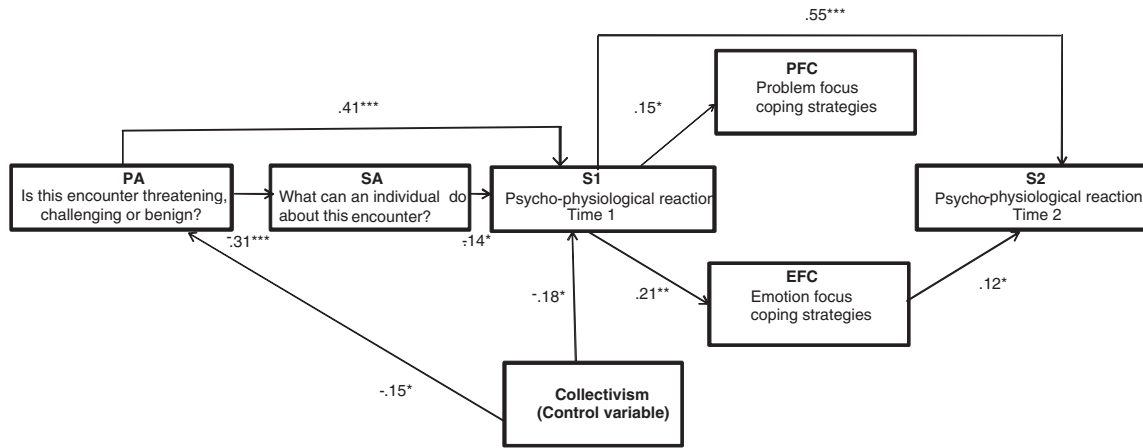 .55***
PFC
Problem focus
coping strategies
.41***
.15*
PA
Is this encounter threatening,
challenging or benign?
SA
What can an individual do
about this encounter?
S1
Psycho-physiological reaction
Time 1
S2
Psycho-physiological reaction
Time 2
-.31***
-.14*
-.18*
.21**
EFC
Emotion focus
coping strategies
.12*
-.15*
Collectivism
(Control variable)